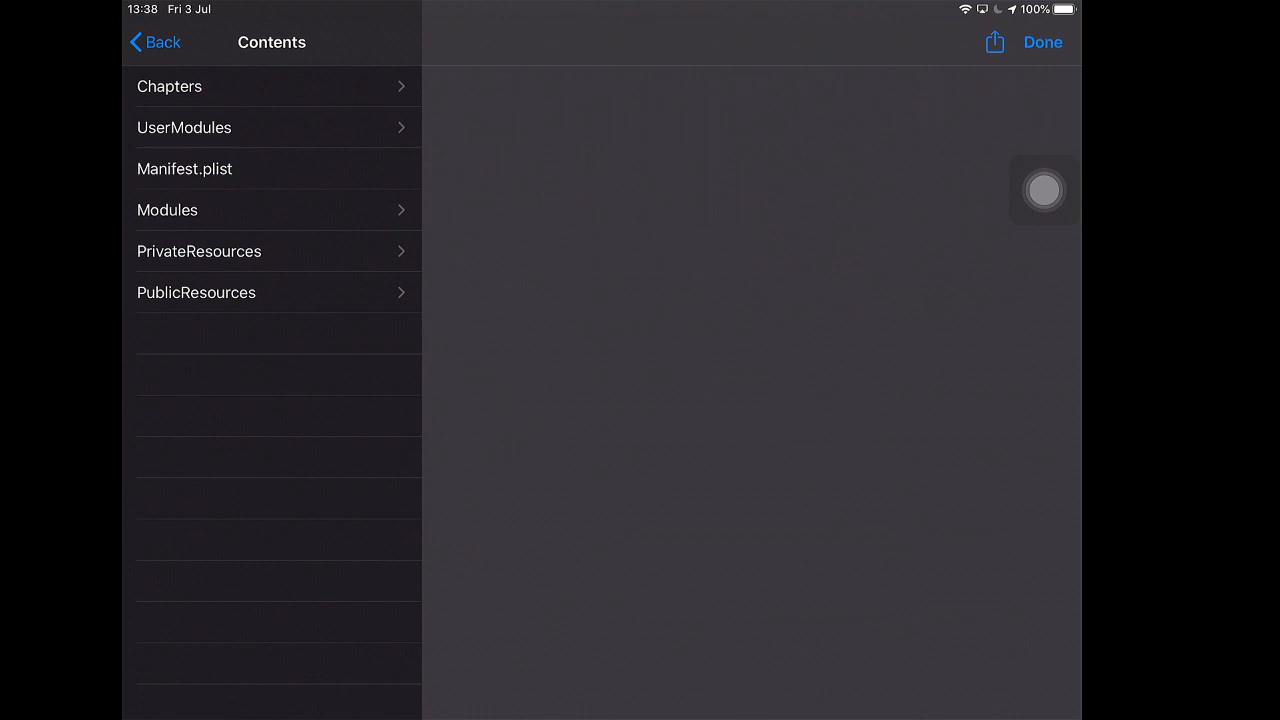 13:38 Fri 3 Jul 100%
Back Contents Done
Chapters
UserModules
Manifest.plist
Modules
PrivateResources
PublicResources